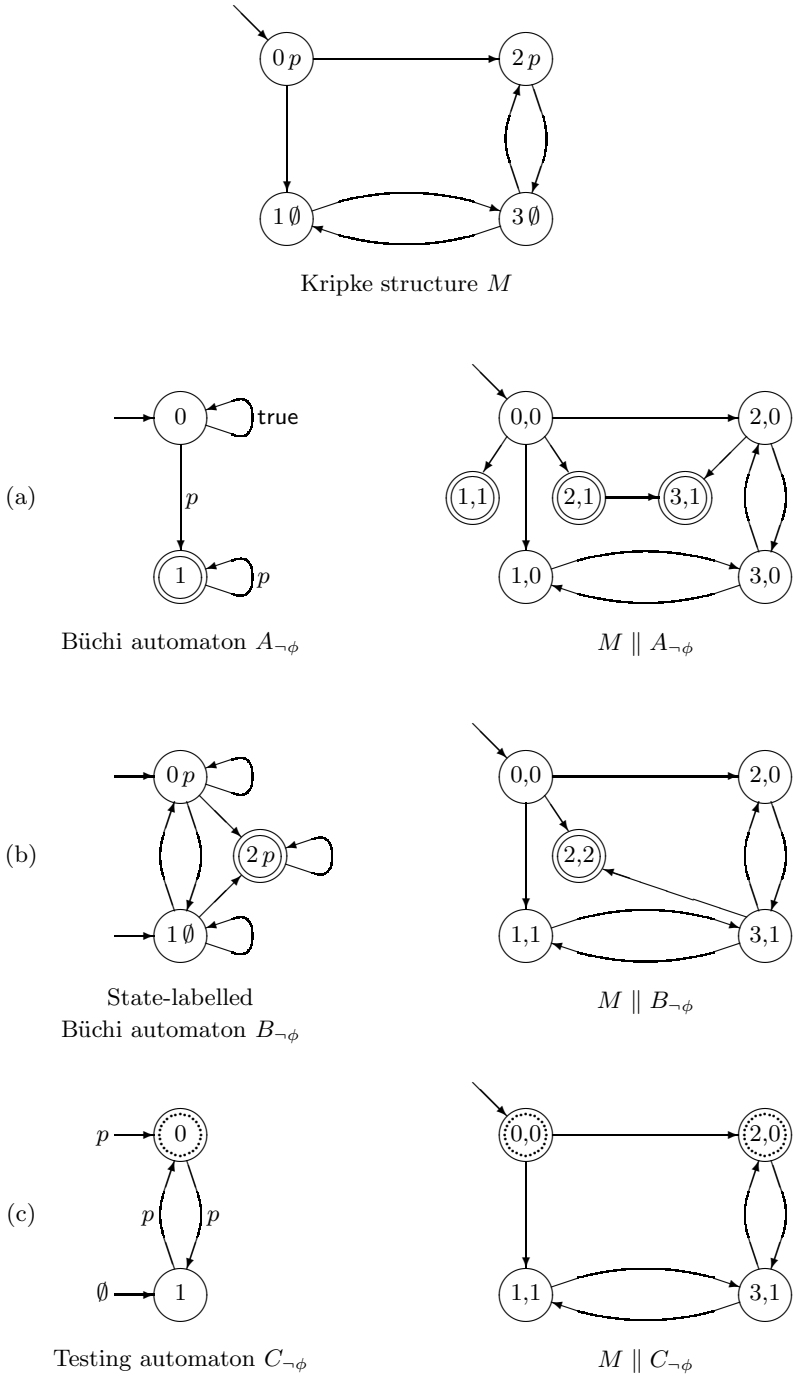 0 p
2 p
1 ∅
3 ∅
Kripke structure M
(a)
0
true
p
1
p
Büchi automaton A¬ϕ
0,0
2,0
1,1
2,1
3,1
1,0
3,0
M ∥ A¬ϕ
(b)
0 p
2 p
1 ∅
State-labelled
Büchi automaton B¬ϕ
0,0
2,0
2,2
1,1
3,1
M ∥ B¬ϕ
(c)
p
0
p
p
∅
1
Testing automaton C¬ϕ
0,0
2,0
1,1
3,1
M ∥ C¬ϕ